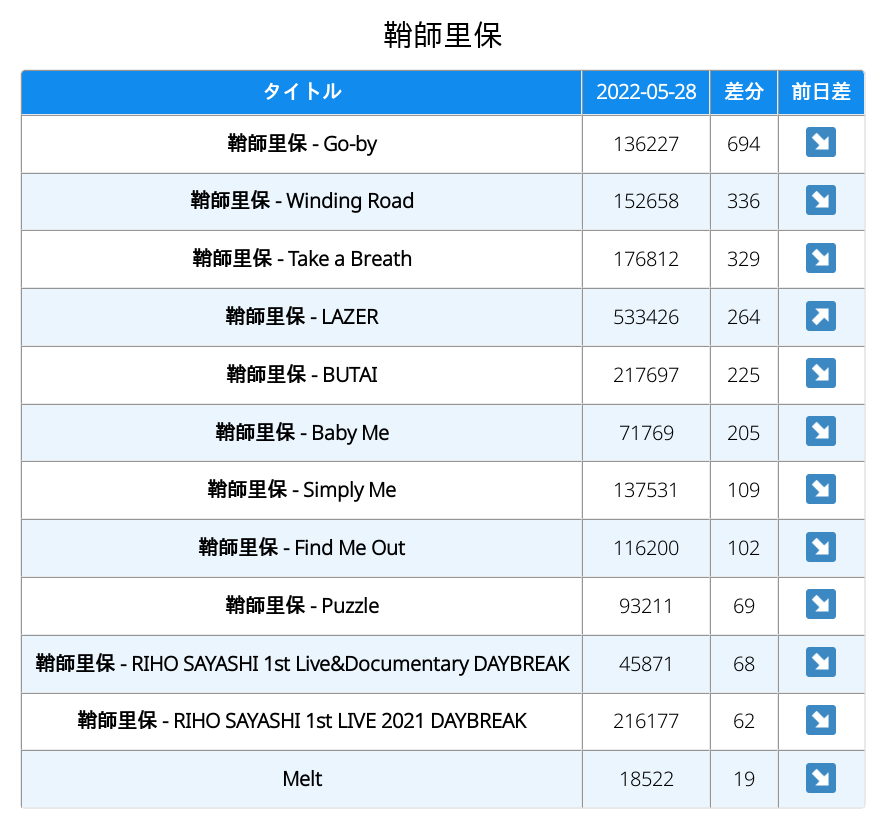 鞘師里保
タイトル 2022-05-28 差分 前日差
鞘師里保 - Go-by 136227 694 ↘
鞘師里保 - Winding Road 152658 336 ↘
鞘師里保 - Take a Breath 176812 329 ↘
鞘師里保 - LAZER 533426 264 ↗
鞘師里保 - BUTAI 217697 225 ↘
鞘師里保 - Baby Me 71769 205 ↘
鞘師里保 - Simply Me 137531 109 ↘
鞘師里保 - Find Me Out 116200 102 ↘
鞘師里保 - Puzzle 93211 69 ↘
鞘師里保 - RIHO SAYASHI 1st Live&Documentary DAYBREAK 45871 68 ↘
鞘師里保 - RIHO SAYASHI 1st LIVE 2021 DAYBREAK 216177 62 ↘
Melt 18522 19 ↘